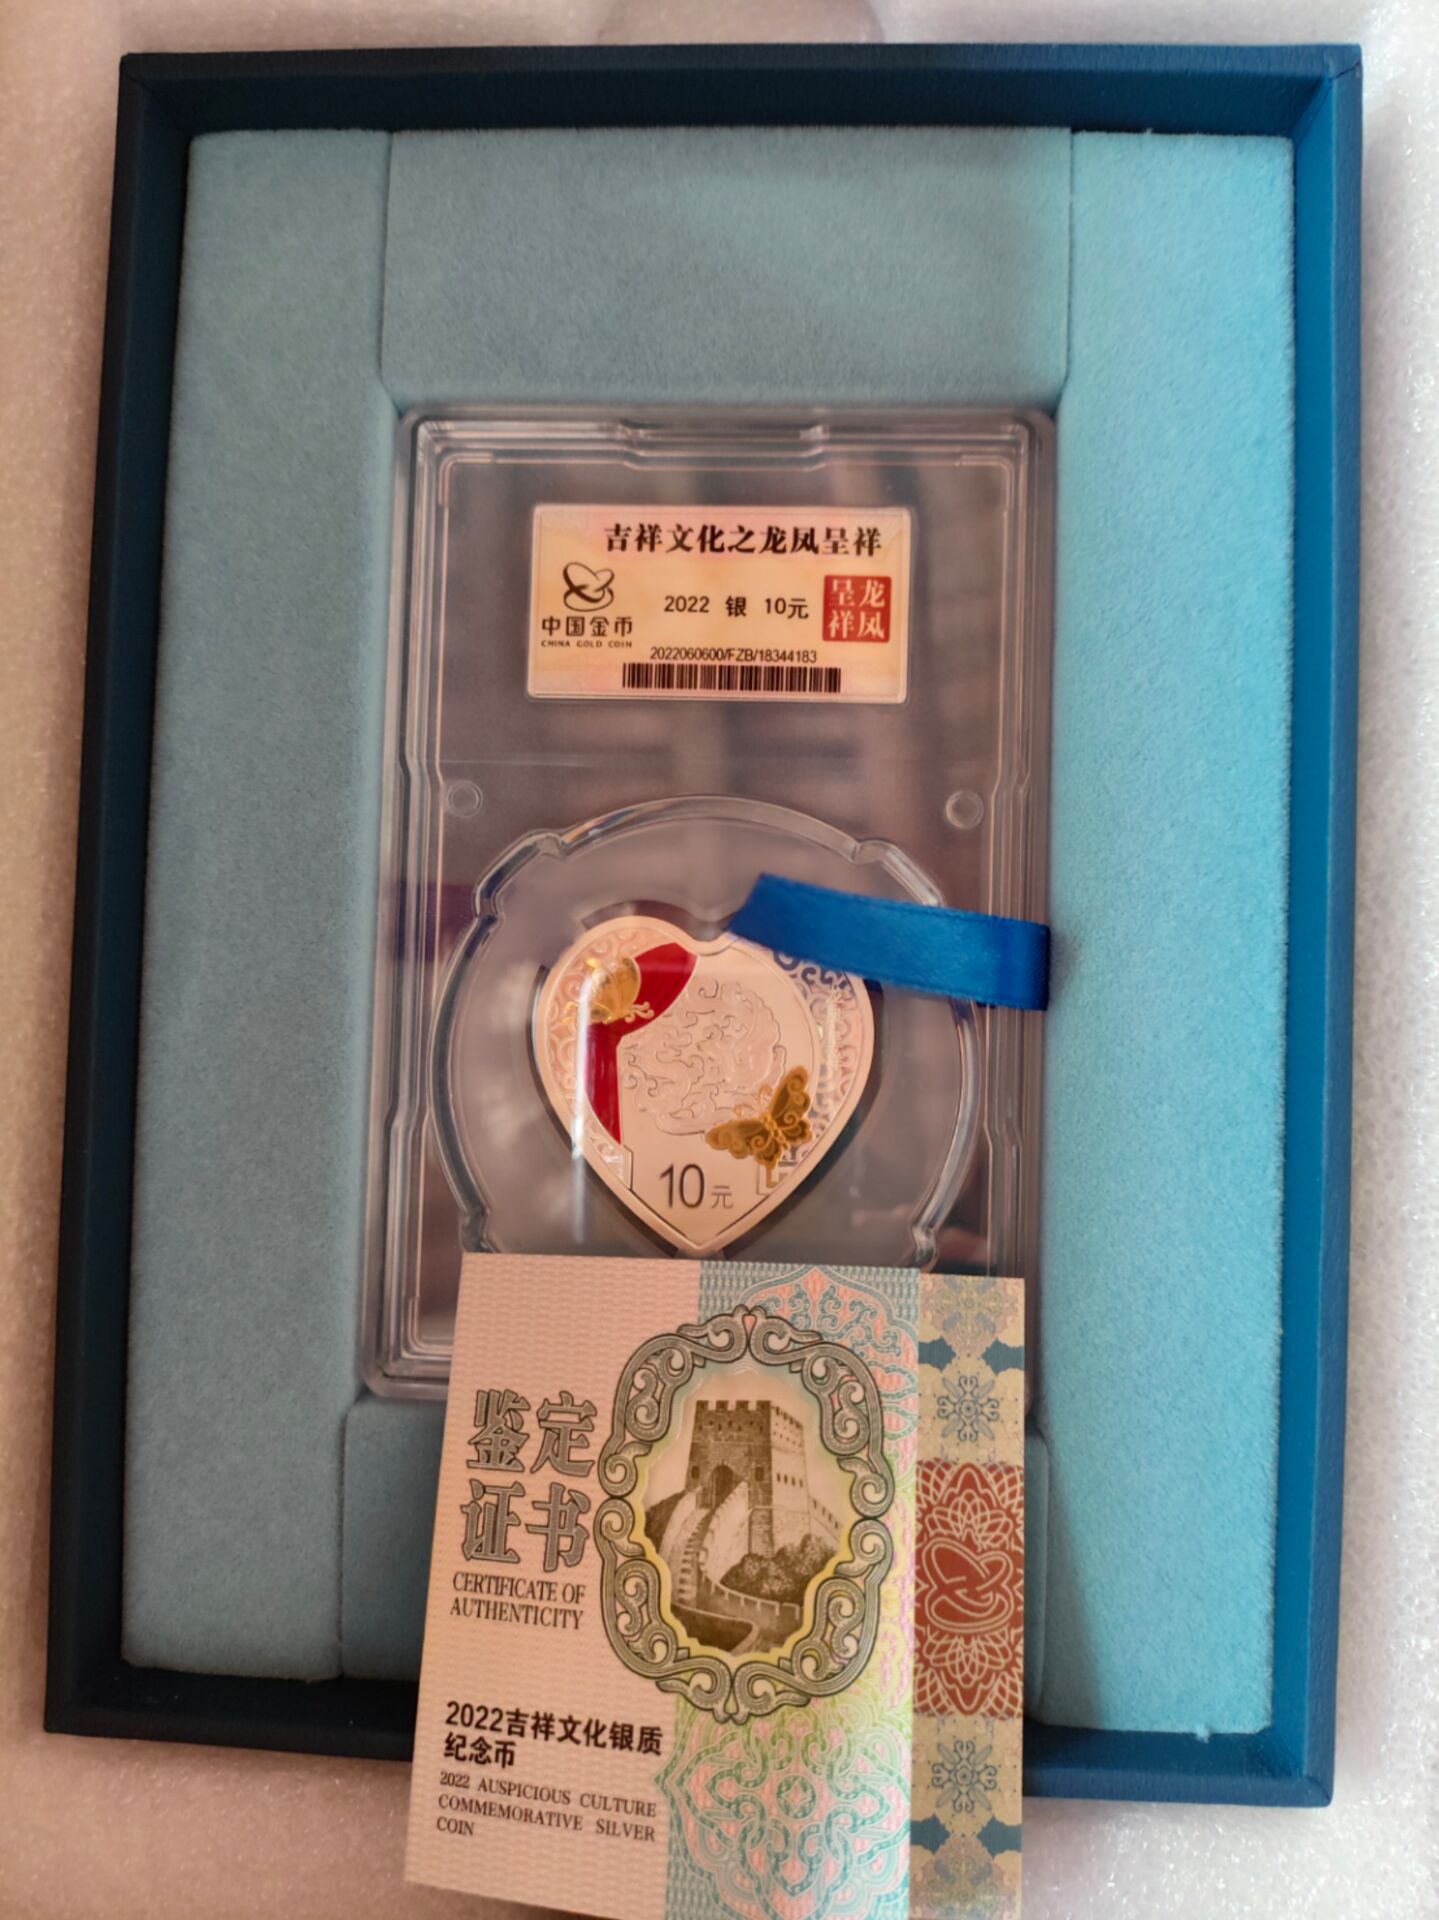 吉祥文化之龙凤呈祥
中国金币
CHINA GOLD COIN
2022 银 10元
龙凤
呈祥
2022060600/FZB/18344183
10元
鉴定
证书
CERTIFICATE OF
AUTHENTICITY
2022吉祥文化银质
纪念币
2022 AUSPICIOUS CULTURE
COMMEMORATIVE SILVER
COIN